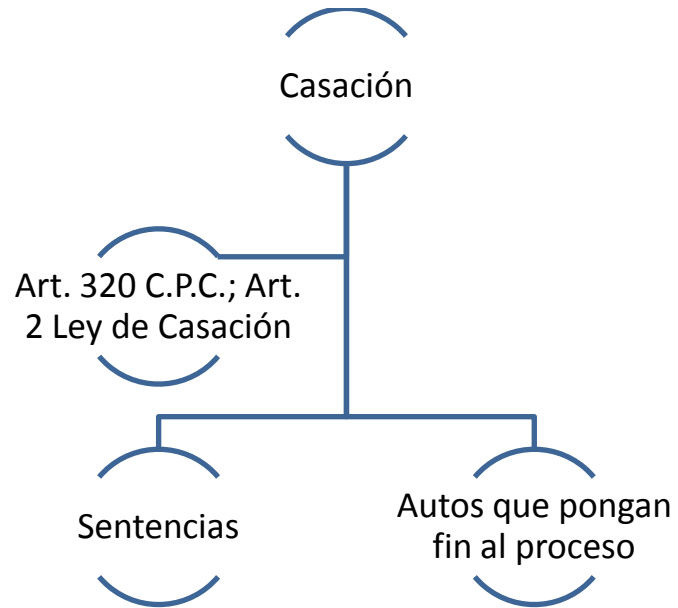 Casación
Art. 320 C.P.C.; Art.
2 Ley de Casación
Sentencias
Autos que pongan
fin al proceso